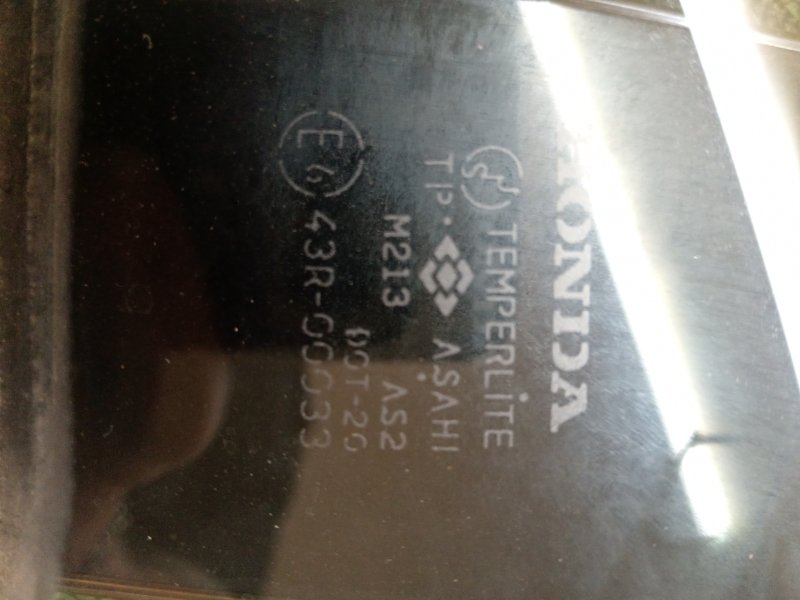 HONDA
TEMPERLITE
TP ASAHI
M213 AS2
DOT-20
E6 43R-00033